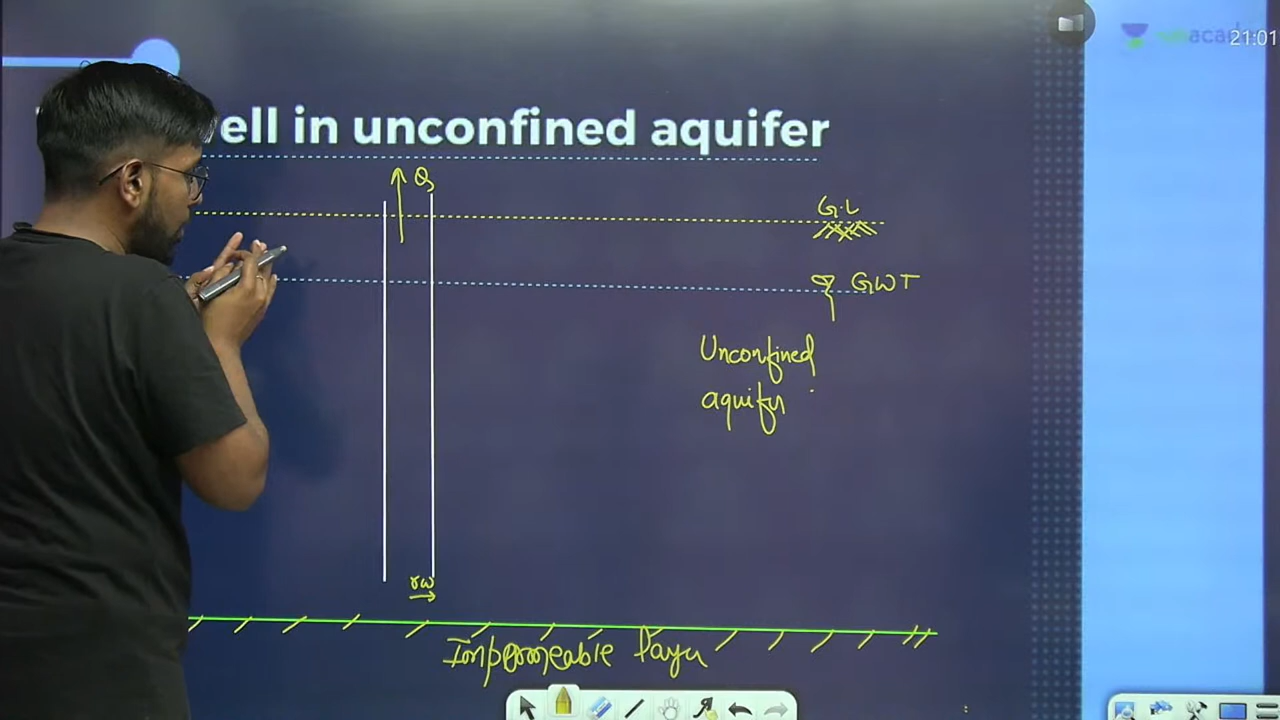 ell in unconfined aquifer
Q
G.L
GWT
Unconfined
aquifer
rw
Impermeable layer
21:01